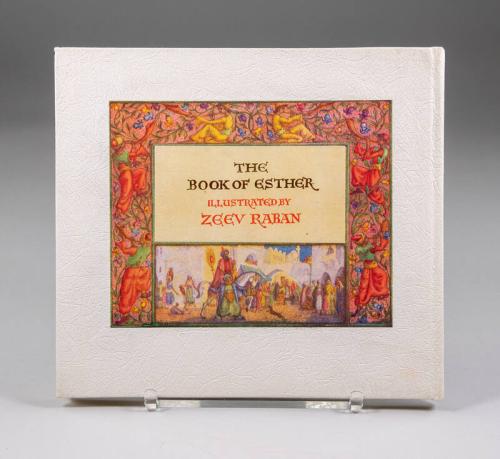 THE
BOOK OF ESTHER
ILLUSTRATED BY
ZEEV RABAN